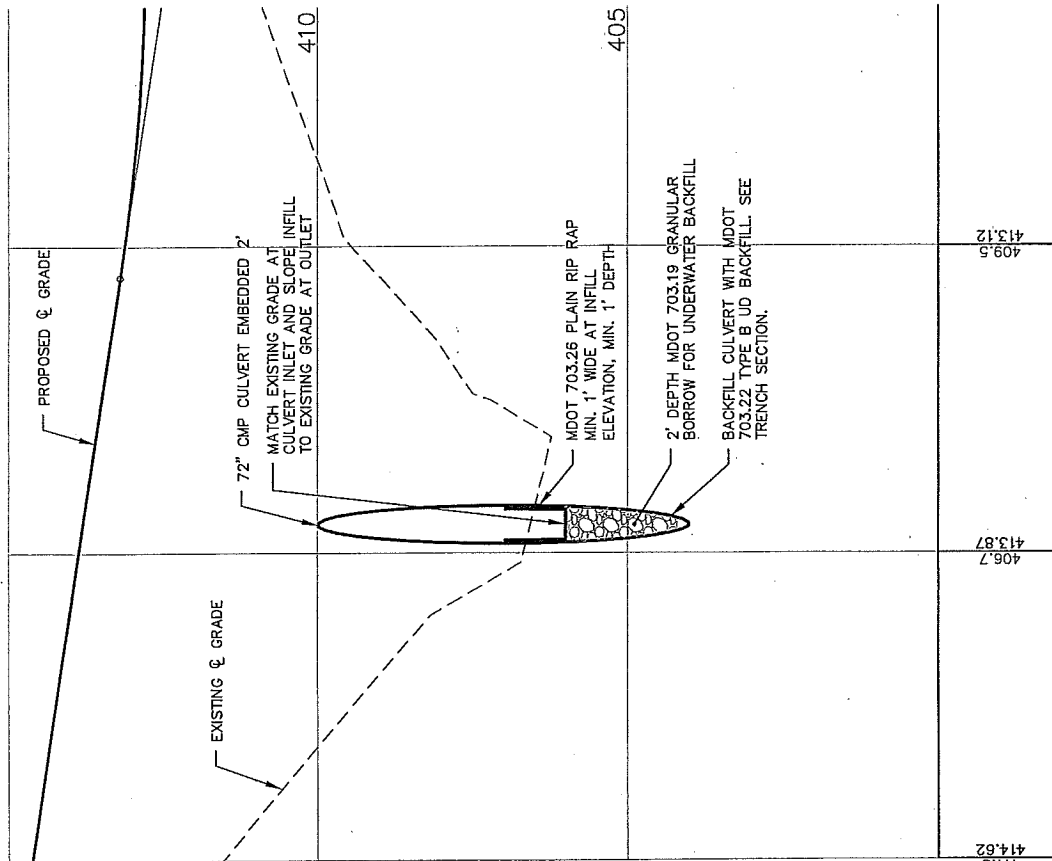 PROPOSED ℄ GRADE
410
72" CMP CULVERT EMBEDDED 2'
MATCH EXISTING GRADE AT
CULVERT INLET AND SLOPE INFILL
TO EXISTING GRADE AT OUTLET
EXISTING ℄ GRADE
405
MDOT 703.26 PLAIN RIP RAP
MIN. 1' WIDE AT INFILL
ELEVATION, MIN. 1' DEPTH
2' DEPTH MDOT 703.19 GRANULAR
BORROW FOR UNDERWATER BACKFILL
BACKFILL CULVERT WITH MDOT
703.22 TYPE B UD BACKFILL. SEE
TRENCH SECTION.
414.62
406.7
413.87
409.5
413.12